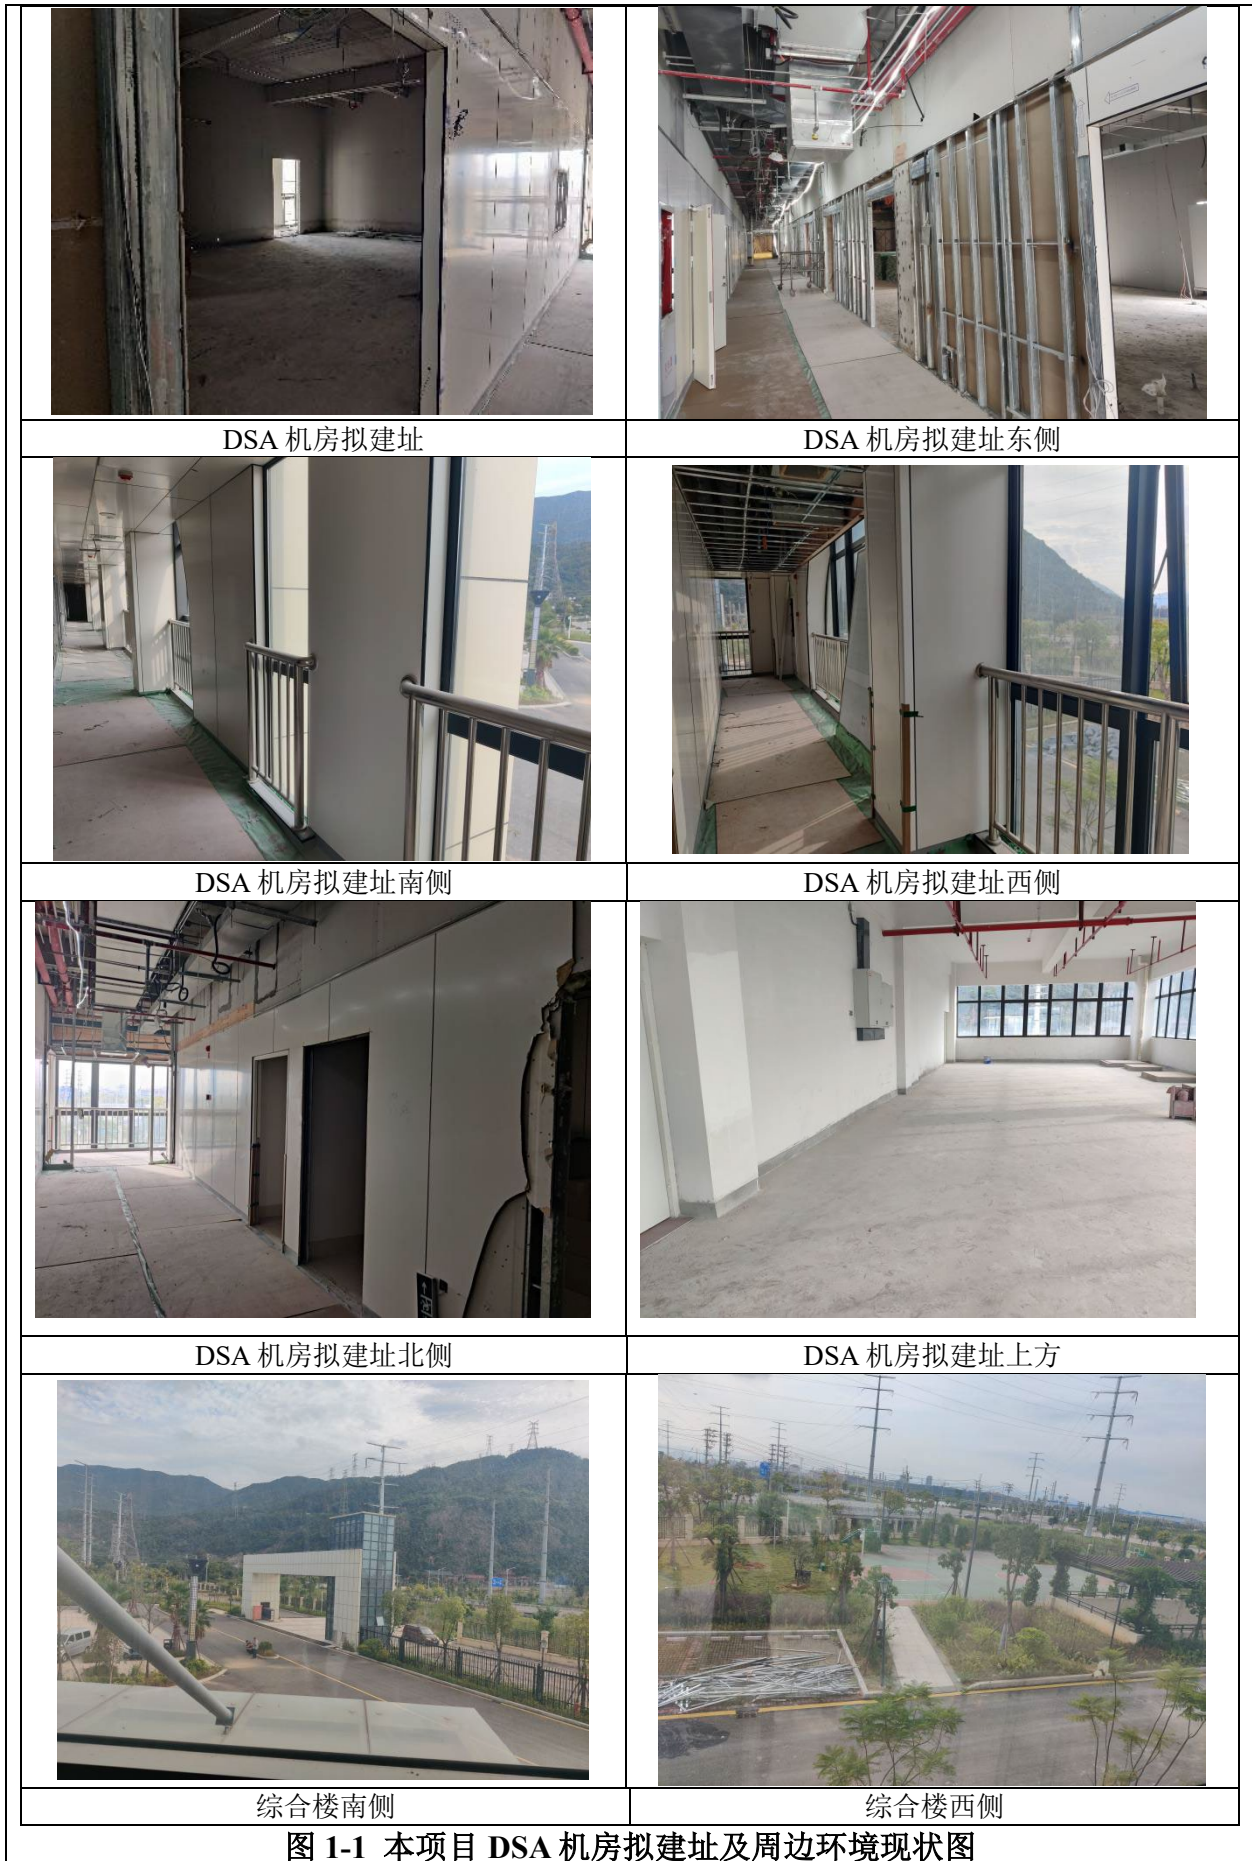 DSA 机房拟建址
DSA 机房拟建址东侧
DSA 机房拟建址南侧
DSA 机房拟建址西侧
DSA 机房拟建址北侧
DSA 机房拟建址上方
综合楼南侧
综合楼西侧
图 1-1 本项目 DSA 机房拟建址及周边环境现状图